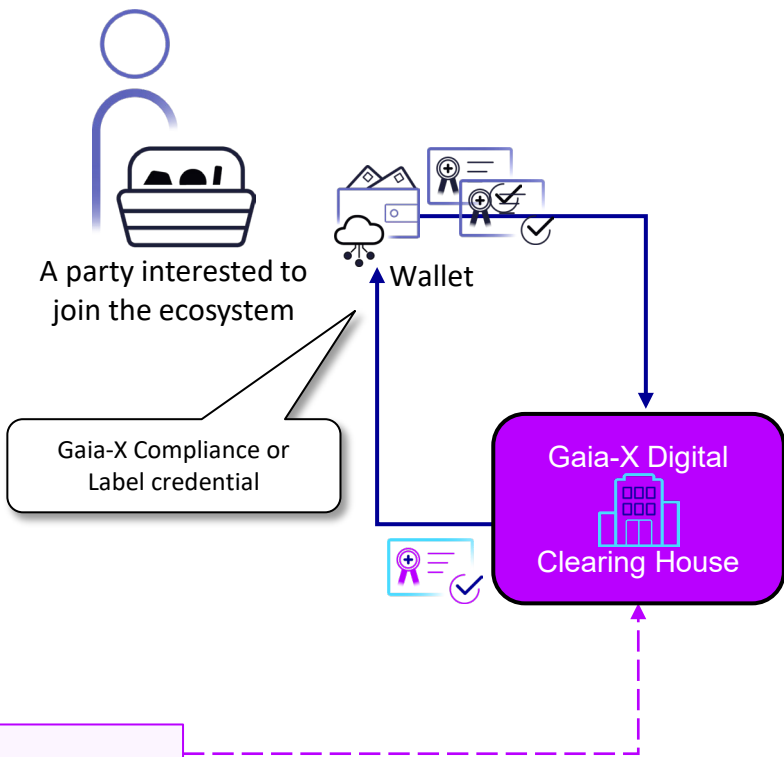 A party interested to
join the ecosystem
Wallet
Gaia-X Compliance or
Label credential
Gaia-X Digital
Clearing House